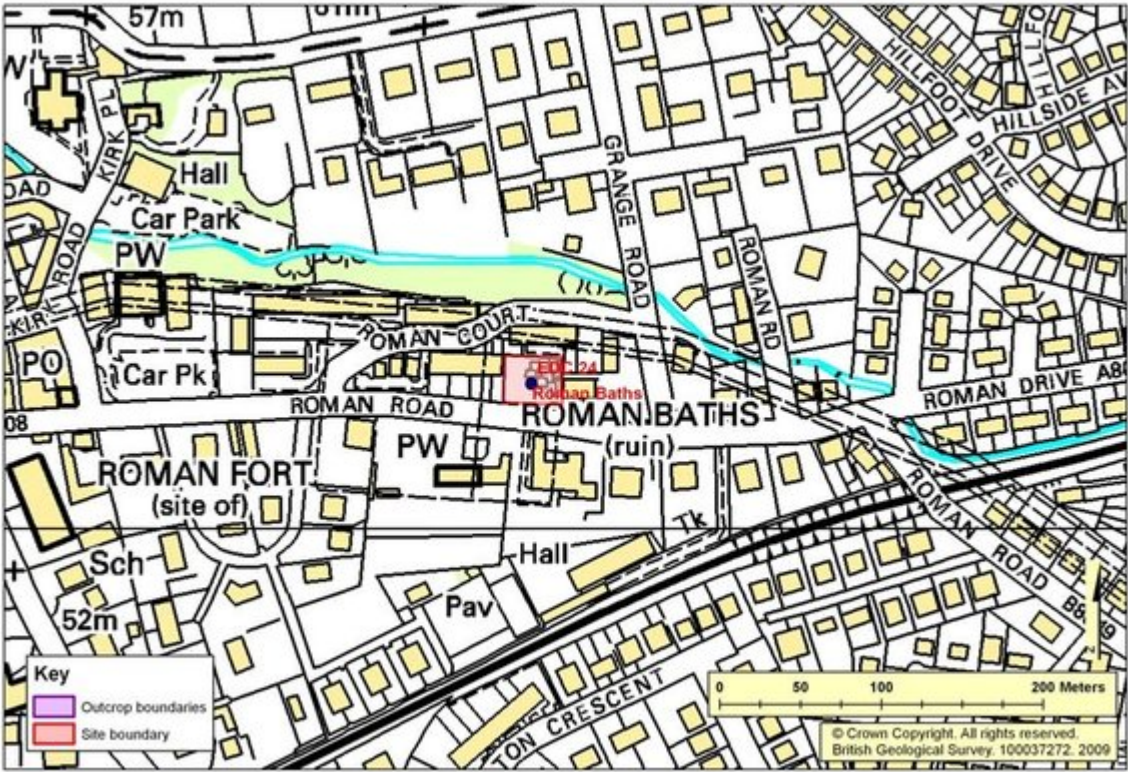 57m
KIRK PL
Hall
Car Park
PW
GRANGE ROAD
HILLFOOT DRIVE
HILLSIDE AV
ROMAN RD
ROAD
KIRK ROAD
ROMAN COURT
PO
Car Pk
EDC 24
Roman Baths
ROMAN BATHS
(ruin)
ROMAN DRIVE
ROMAN ROAD
08
PW
ROMAN FORT
(site of)
ROMAN ROAD
Tk
Hall
Sch
Pav
52m
TON CRESCENT
Key
Outcrop boundaries
Site boundary
0 50 100 200 Meters
© Crown Copyright. All rights reserved.
British Geological Survey. 100037272. 2009